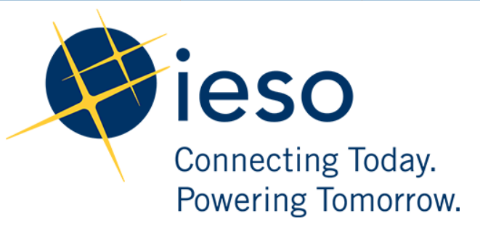 ieso
Connecting Today.
Powering Tomorrow.